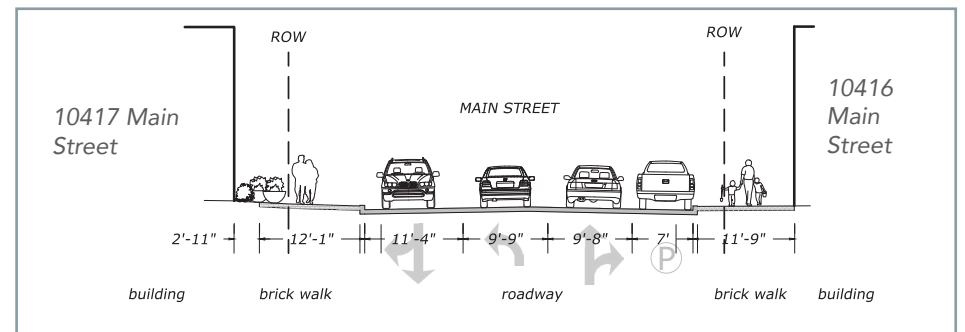 ROW
ROW
MAIN STREET
10417 Main
Street
10416
Main
Street
2'-11" 12'-1" 11'-4" 9'-9" 9'-8" 7' 11'-9"
P
building brick walk roadway brick walk building